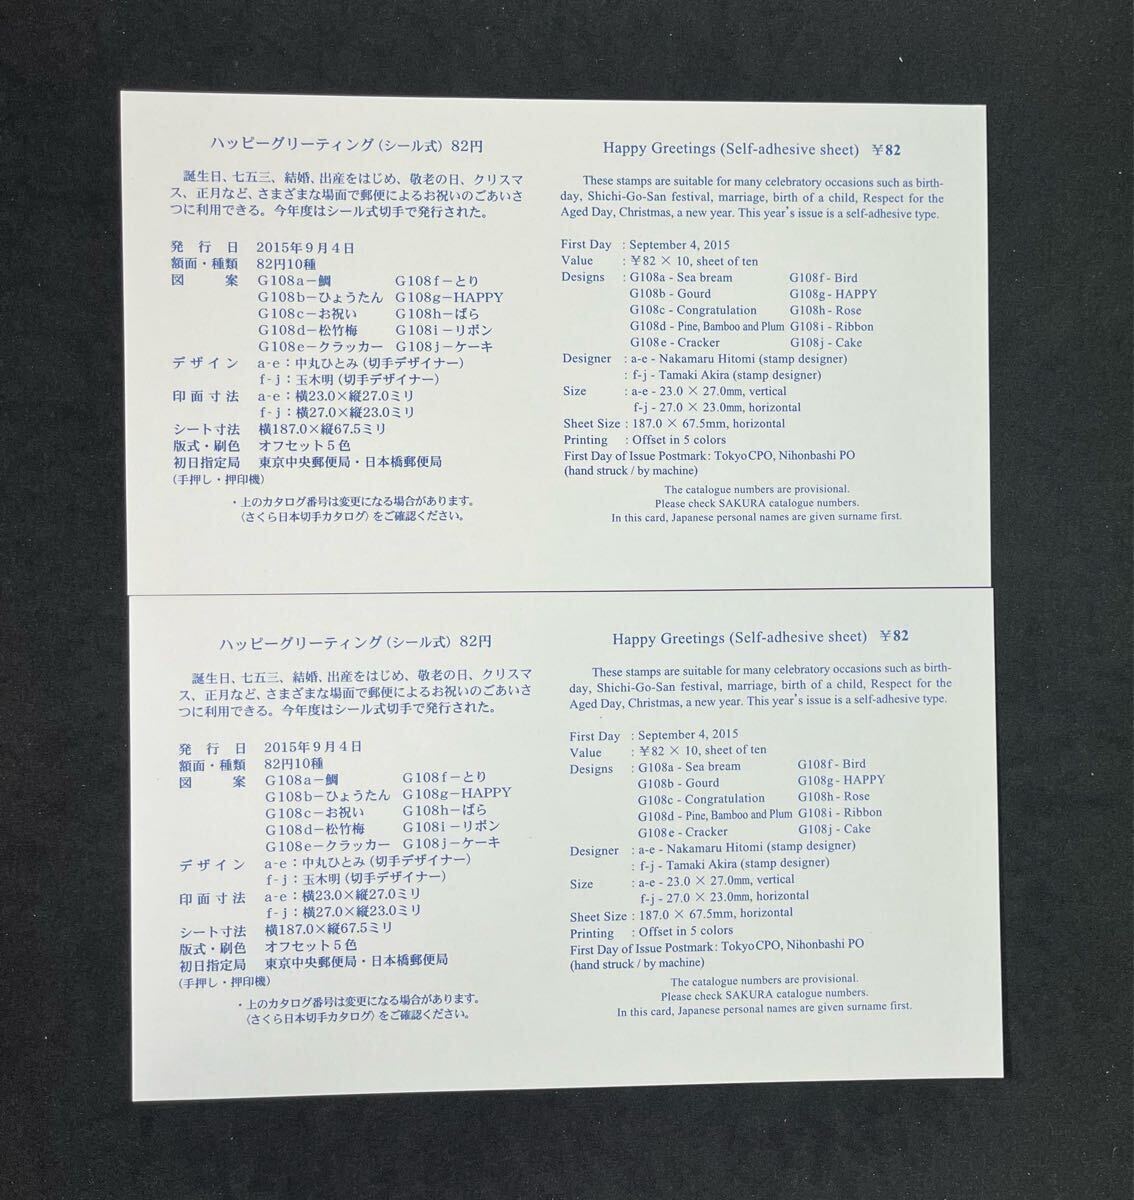 ハッピーグリーティング(シール式) 82円
誕生日、七五三、結婚、出産をはじめ、敬老の日、クリスマ
ス、正月など、さまざまな場面で郵便によるお祝いのごあいさ
つに利用できる。今年度はシール式切手で発行された。
発行日 2015年9月4日
額面・種類 82円10種
図案 G108a－鯛 G108f－とり
G108b－ひょうたん G108g－HAPPY
G108c－お祝い G108h－ばら
G108d－松竹梅 G108i－リボン
G108e－クラッカー G108j－ケーキ
デザイン a-e：中丸ひとみ(切手デザイナー)
f-j：玉木明(切手デザイナー)
印面寸法 a-e：横23.0×縦27.0ミリ
f-j：横27.0×縦23.0ミリ
シート寸法 横187.0×縦67.5ミリ
版式・刷色 オフセット5色
初日指定局 東京中央郵便局・日本橋郵便局
(手押し・押印機)
・上のカタログ番号は変更になる場合があります。
〈さくら日本切手カタログ〉をご確認ください。
Happy Greetings (Self-adhesive sheet) ￥82
These stamps are suitable for many celebratory occasions such as birth-
day, Shichi-Go-San festival, marriage, birth of a child, Respect for the
Aged Day, Christmas, a new year. This year's issue is a self-adhesive type.
First Day : September 4, 2015
Value : ￥82 × 10, sheet of ten
Designs : G108a - Sea bream G108f - Bird
G108b - Gourd G108g - HAPPY
G108c - Congratulation G108h - Rose
G108d - Pine, Bamboo and Plum G108i - Ribbon
G108e - Cracker G108j - Cake
Designer : a-e - Nakamaru Hitomi (stamp designer)
: f-j - Tamaki Akira (stamp designer)
Size : a-e - 23.0 × 27.0mm, vertical
f-j - 27.0 × 23.0mm, horizontal
Sheet Size : 187.0 × 67.5mm, horizontal
Printing : Offset in 5 colors
First Day of Issue Postmark : Tokyo CPO, Nihonbashi PO
(hand struck / by machine)
The catalogue numbers are provisional.
Please check SAKURA catalogue numbers.
In this card, Japanese personal names are given surname first.
ハッピーグリーティング(シール式) 82円
誕生日、七五三、結婚、出産をはじめ、敬老の日、クリスマ
ス、正月など、さまざまな場面で郵便によるお祝いのごあいさ
つに利用できる。今年度はシール式切手で発行された。
発行日 2015年9月4日
額面・種類 82円10種
図案 G108a－鯛 G108f－とり
G108b－ひょうたん G108g－HAPPY
G108c－お祝い G108h－ばら
G108d－松竹梅 G108i－リボン
G108e－クラッカー G108j－ケーキ
デザイン a-e：中丸ひとみ(切手デザイナー)
f-j：玉木明(切手デザイナー)
印面寸法 a-e：横23.0×縦27.0ミリ
f-j：横27.0×縦23.0ミリ
シート寸法 横187.0×縦67.5ミリ
版式・刷色 オフセット5色
初日指定局 東京中央郵便局・日本橋郵便局
(手押し・押印機)
・上のカタログ番号は変更になる場合があります。
〈さくら日本切手カタログ〉をご確認ください。
Happy Greetings (Self-adhesive sheet) ￥82
These stamps are suitable for many celebratory occasions such as birth-
day, Shichi-Go-San festival, marriage, birth of a child, Respect for the
Aged Day, Christmas, a new year. This year's issue is a self-adhesive type.
First Day : September 4, 2015
Value : ￥82 × 10, sheet of ten
Designs : G108a - Sea bream G108f - Bird
G108b - Gourd G108g - HAPPY
G108c - Congratulation G108h - Rose
G108d - Pine, Bamboo and Plum G108i - Ribbon
G108e - Cracker G108j - Cake
Designer : a-e - Nakamaru Hitomi (stamp designer)
: f-j - Tamaki Akira (stamp designer)
Size : a-e - 23.0 × 27.0mm, vertical
f-j - 27.0 × 23.0mm, horizontal
Sheet Size : 187.0 × 67.5mm, horizontal
Printing : Offset in 5 colors
First Day of Issue Postmark : Tokyo CPO, Nihonbashi PO
(hand struck / by machine)
The catalogue numbers are provisional.
Please check SAKURA catalogue numbers.
In this card, Japanese personal names are given surname first.